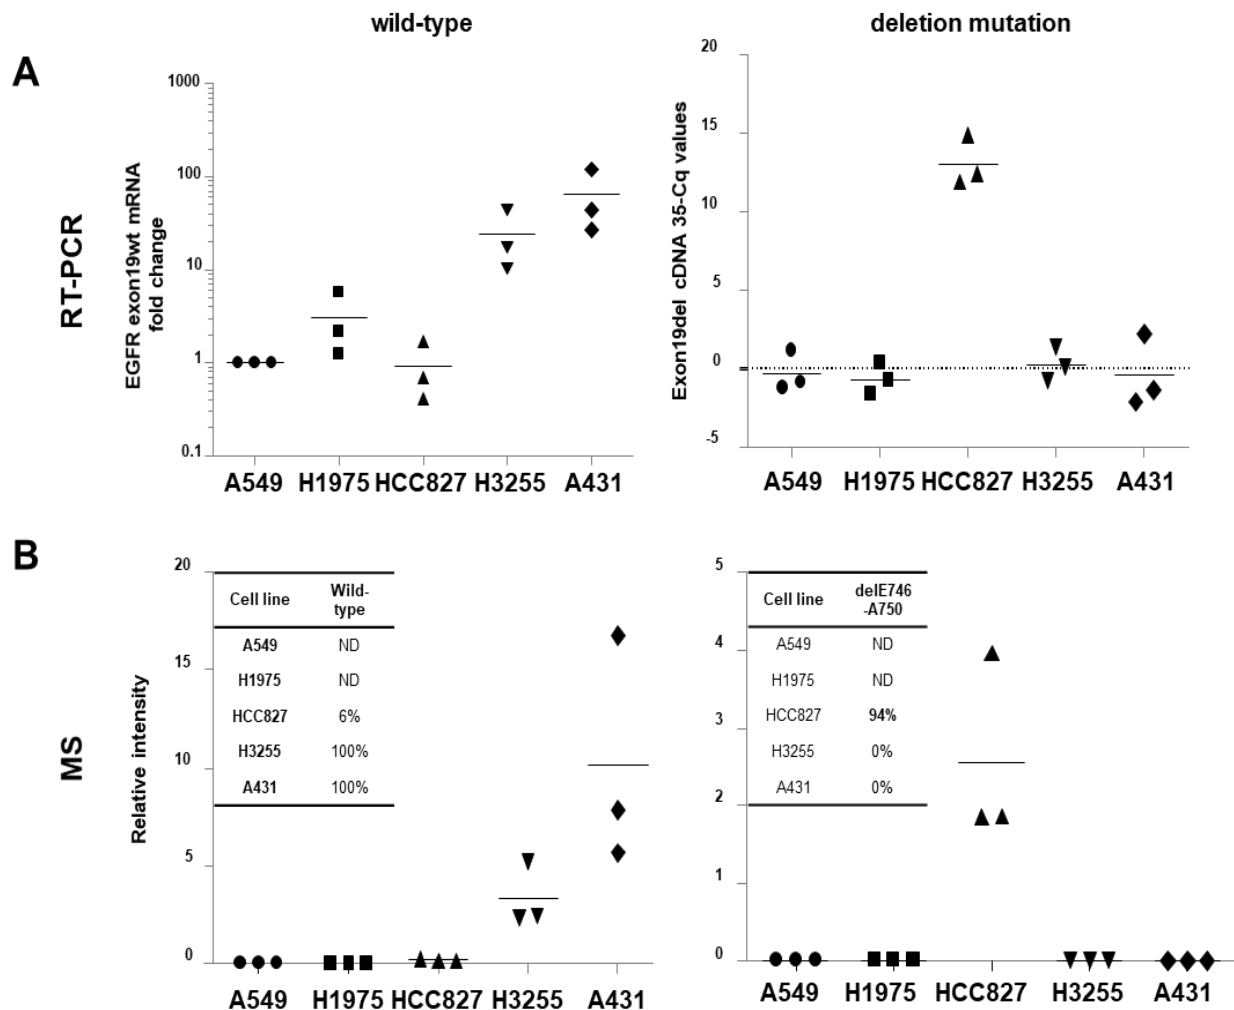 wild-type
deletion mutation
A
RT-PCR
EGFR exon19wt mRNA
fold change
1000
100
10
1
0.1
A549 H1975 HCC827 H3255 A431
Exon19del cDNA 35-Cq values
20
15
10
5
0
-5
A549 H1975 HCC827 H3255 A431
B
MS
Relative intensity
20
15
10
5
0
Cell line Wild-
type
A549 ND
H1975 ND
HCC827 6%
H3255 100%
A431 100%
A549 H1975 HCC827 H3255 A431
5
4
3
2
1
0
Cell line delE746
-A750
A549 ND
H1975 ND
HCC827 94%
H3255 0%
A431 0%
A549 H1975 HCC827 H3255 A431